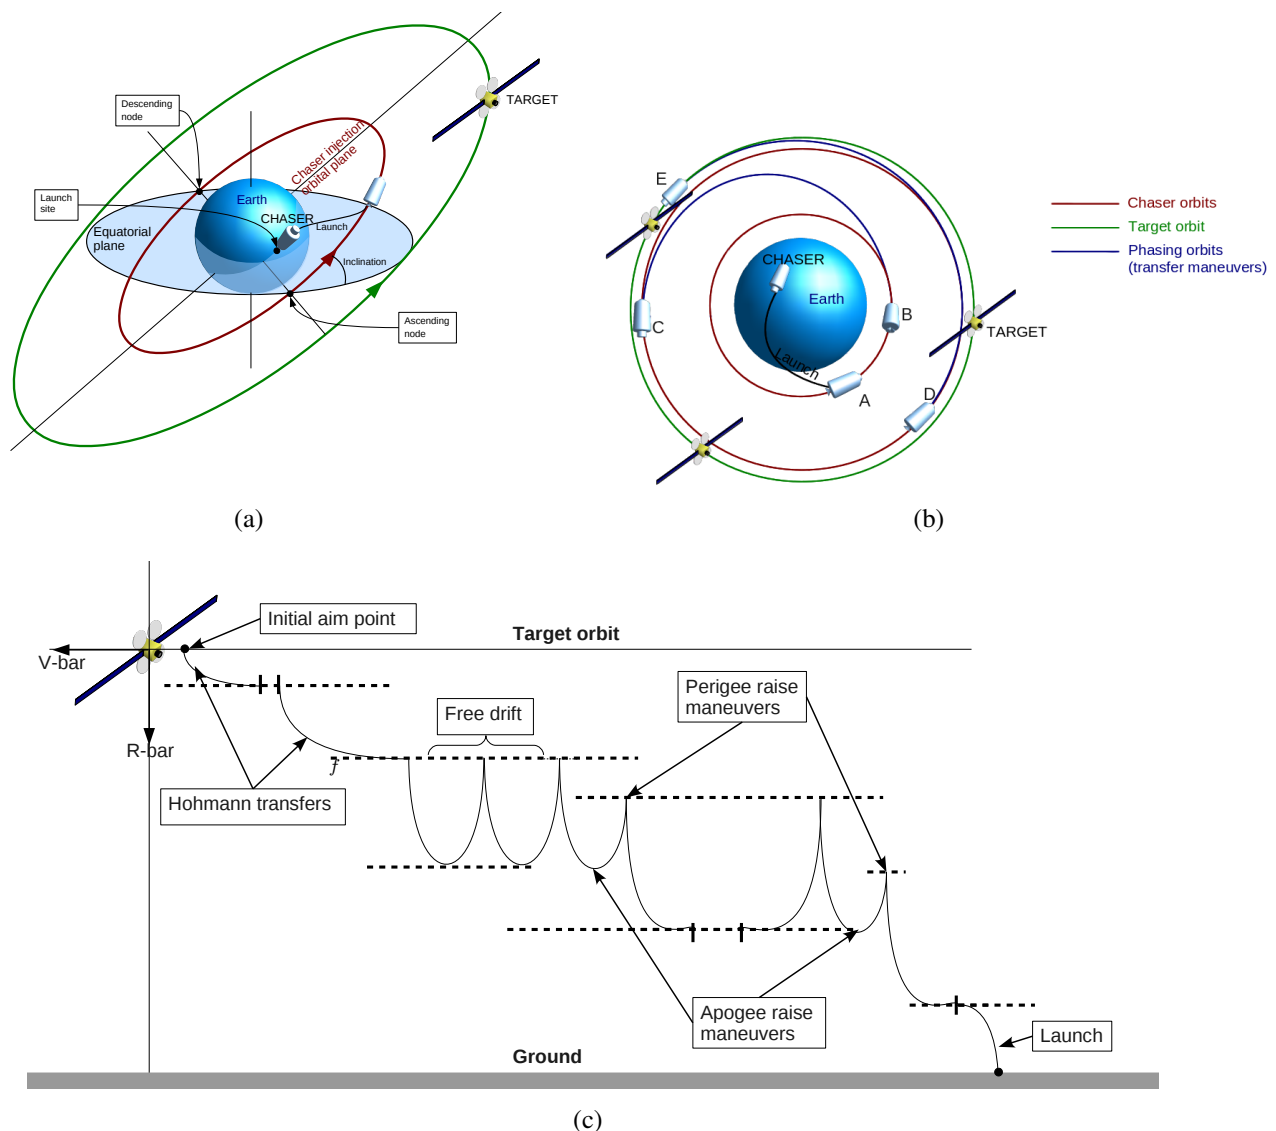 TARGET
Descending
node
Chaser injection
orbital plane
Launch
site
Earth
CHASER
Launch
Equatorial
plane
Inclination
Ascending
node
(a)
E
CHASER
Earth
C
B
Launch
A
D
TARGET
Chaser orbits
Target orbit
Phasing orbits
(transfer maneuvers)
(b)
Initial aim point
Target orbit
V-bar
Perigee raise
maneuvers
Free drift
R-bar
f
Hohmann transfers
Apogee raise
maneuvers
Launch
Ground
(c)